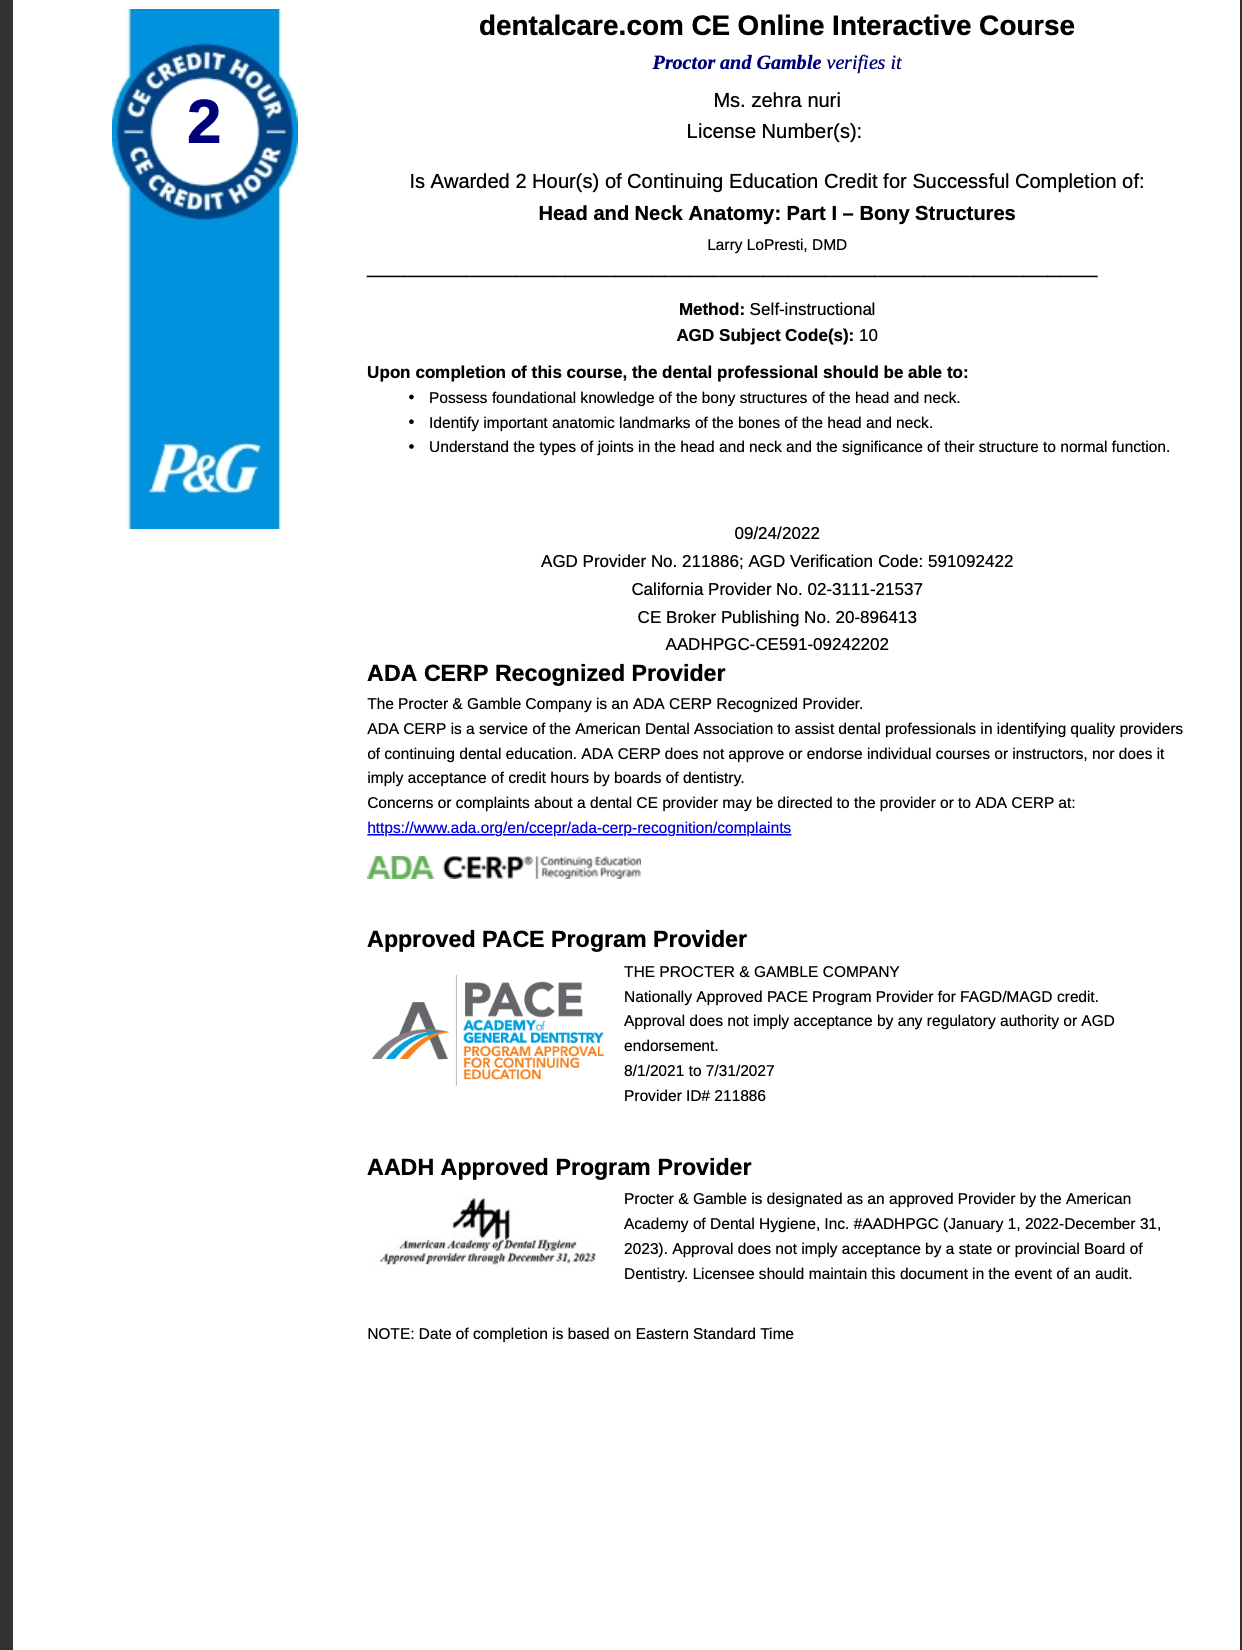 CE CREDIT HOUR
2
CE CREDIT HOUR
P&G
dentalcare.com CE Online Interactive Course
Proctor and Gamble verifies it
Ms. zehra nuri
License Number(s):
Is Awarded 2 Hour(s) of Continuing Education Credit for Successful Completion of:
Head and Neck Anatomy: Part I – Bony Structures
Larry LoPresti, DMD
Method: Self-instructional
AGD Subject Code(s): 10
Upon completion of this course, the dental professional should be able to:
• Possess foundational knowledge of the bony structures of the head and neck.
• Identify important anatomic landmarks of the bones of the head and neck.
• Understand the types of joints in the head and neck and the significance of their structure to normal function.
09/24/2022
AGD Provider No. 211886; AGD Verification Code: 591092422
California Provider No. 02-3111-21537
CE Broker Publishing No. 20-896413
AADHPGC-CE591-09242202
ADA CERP Recognized Provider
The Procter & Gamble Company is an ADA CERP Recognized Provider.
ADA CERP is a service of the American Dental Association to assist dental professionals in identifying quality providers
of continuing dental education. ADA CERP does not approve or endorse individual courses or instructors, nor does it
imply acceptance of credit hours by boards of dentistry.
Concerns or complaints about a dental CE provider may be directed to the provider or to ADA CERP at:
https://www.ada.org/en/ccepr/ada-cerp-recognition/complaints
ADA C·E·R·P® | Continuing Education
Recognition Program
Approved PACE Program Provider
PACE
ACADEMY of
GENERAL DENTISTRY
PROGRAM APPROVAL
FOR CONTINUING
EDUCATION
THE PROCTER & GAMBLE COMPANY
Nationally Approved PACE Program Provider for FAGD/MAGD credit.
Approval does not imply acceptance by any regulatory authority or AGD
endorsement.
8/1/2021 to 7/31/2027
Provider ID# 211886
AADH Approved Program Provider
AADH
American Academy of Dental Hygiene
Approved provider through December 31, 2023
Procter & Gamble is designated as an approved Provider by the American
Academy of Dental Hygiene, Inc. #AADHPGC (January 1, 2022-December 31,
2023). Approval does not imply acceptance by a state or provincial Board of
Dentistry. Licensee should maintain this document in the event of an audit.
NOTE: Date of completion is based on Eastern Standard Time